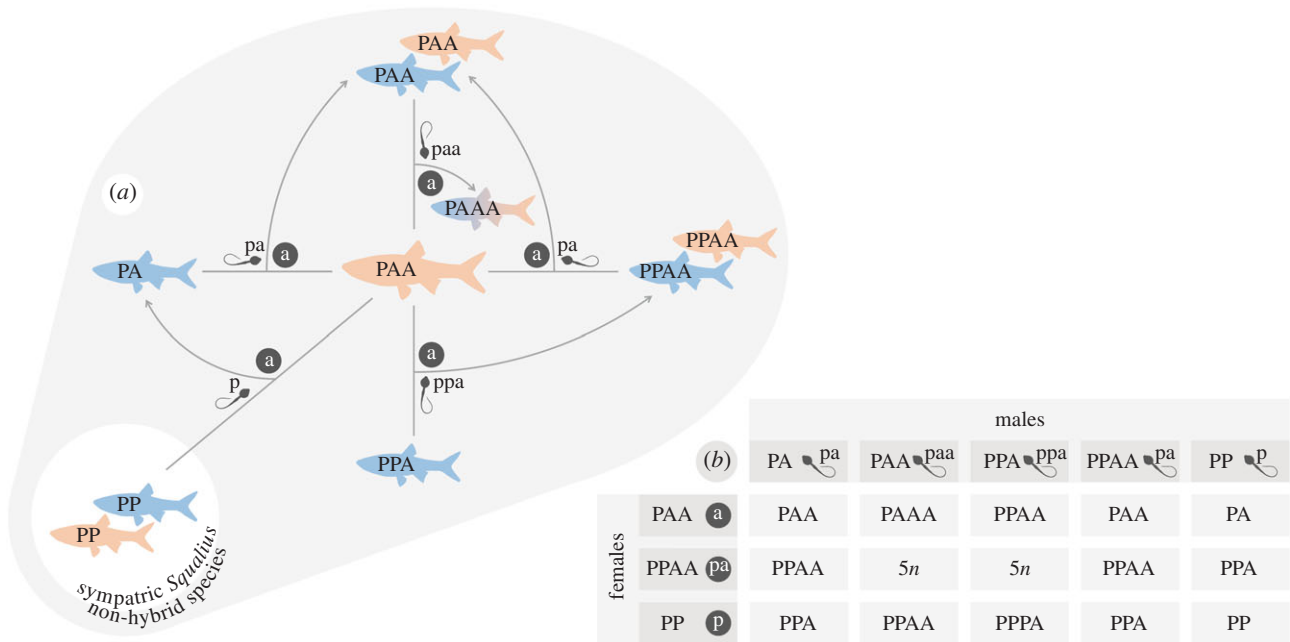 PAA
PAA
paa
a
PAAA
(a)
pa
a
a
pa
PPAA
PA
PAA
PPAA
a
a
p
ppa
PPA
PP
PP
sympatric Squalius
non-hybrid species
males
(b)
PA pa
PAA paa
PPA ppa
PPAA pa
PP p
females
PAA a
PAA
PAAA
PPAA
PAA
PA
PPAA pa
PPAA
5n
5n
PPAA
PPA
PP p
PPA
PPAA
PPPA
PPA
PP